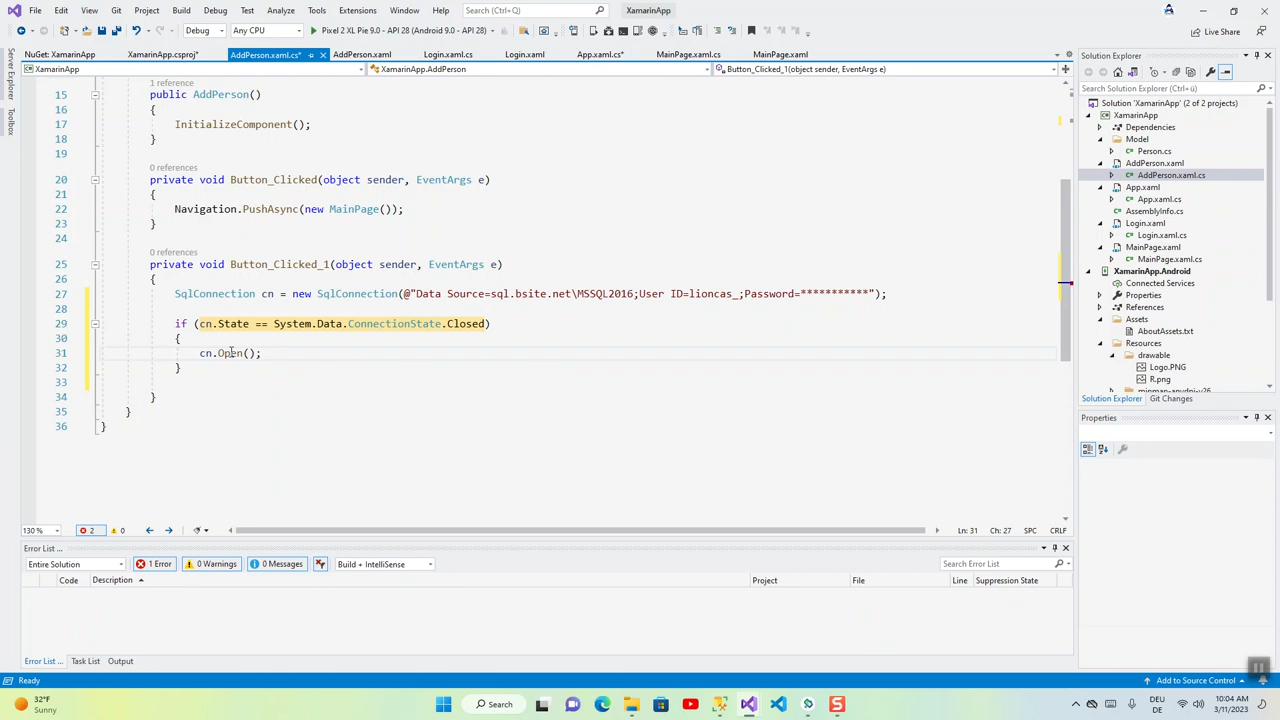 File Edit View Git Project Build Debug Test Analyze Tools Extensions Window Help Search (Ctrl+Q) XamarinApp
Debug Any CPU Pixel 2 XL Pie 9.0 - API 28 (Android 9.0 - API 28) Live Share
NuGet: XamarinApp XamarinApp.csproj* AddPerson.xaml.cs* AddPerson.xaml Login.xaml.cs Login.xaml App.xaml.cs* MainPage.xaml.cs MainPage.xaml
XamarinApp XamarinApp.AddPerson Button_Clicked_1(object sender, EventArgs e)
Server Explorer
Toolbox
1 reference
15 public AddPerson()
16 {
17 InitializeComponent();
18 }
19
0 references
20 private void Button_Clicked(object sender, EventArgs e)
21 {
22 Navigation.PushAsync(new MainPage());
23 }
24
0 references
25 private void Button_Clicked_1(object sender, EventArgs e)
26 {
27 SqlConnection cn = new SqlConnection(@"Data Source=sql.bsite.net\MSSQL2016;User ID=lioncas_;Password=***********");
28
29 if (cn.State == System.Data.ConnectionState.Closed)
30 {
31 cn.Open();
32 }
33
34 }
35 }
36 }
130 % 2 0 Ln: 31 Ch: 27 SPC CRLF
Error List ...
Entire Solution 1 Error 0 Warnings 0 Messages Build + IntelliSense Search Error List
Code Description Project File Line Suppression State
Error List ... Task List Output
Solution Explorer
Search Solution Explorer (Ctrl+ü)
Solution 'XamarinApp' (2 of 2 projects)
XamarinApp
Dependencies
Model
Person.cs
AddPerson.xaml
AddPerson.xaml.cs
App.xaml
App.xaml.cs
AssemblyInfo.cs
Login.xaml
Login.xaml.cs
MainPage.xaml
MainPage.xaml.cs
XamarinApp.Android
Connected Services
Properties
References
Assets
AboutAssets.txt
Resources
drawable
Logo.PNG
R.png
Solution Explorer Git Changes
Properties
Ready Add to Source Control
32°F
Sunny
Search
DEU
DE
10:04 AM
3/11/2023